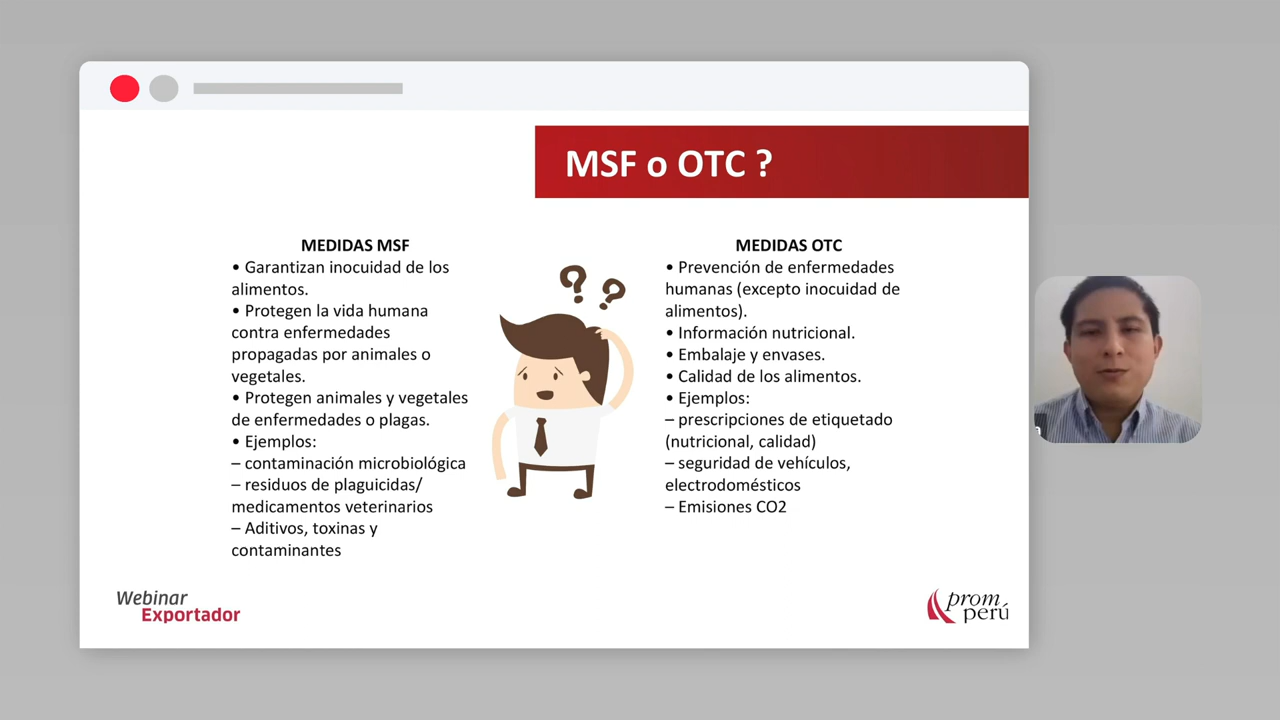 MSF o OTC ?
MEDIDAS MSF
• Garantizan inocuidad de los
alimentos.
• Protegen la vida humana
contra enfermedades
propagadas por animales o
vegetales.
• Protegen animales y vegetales
de enfermedades o plagas.
• Ejemplos:
– contaminación microbiológica
– residuos de plaguicidas/
medicamentos veterinarios
– Aditivos, toxinas y
contaminantes
MEDIDAS OTC
• Prevención de enfermedades
humanas (excepto inocuidad de
alimentos).
• Información nutricional.
• Embalaje y envases.
• Calidad de los alimentos.
• Ejemplos:
– prescripciones de etiquetado
(nutricional, calidad)
– seguridad de vehículos,
electrodomésticos
– Emisiones CO2
Webinar
Exportador
prom
perú